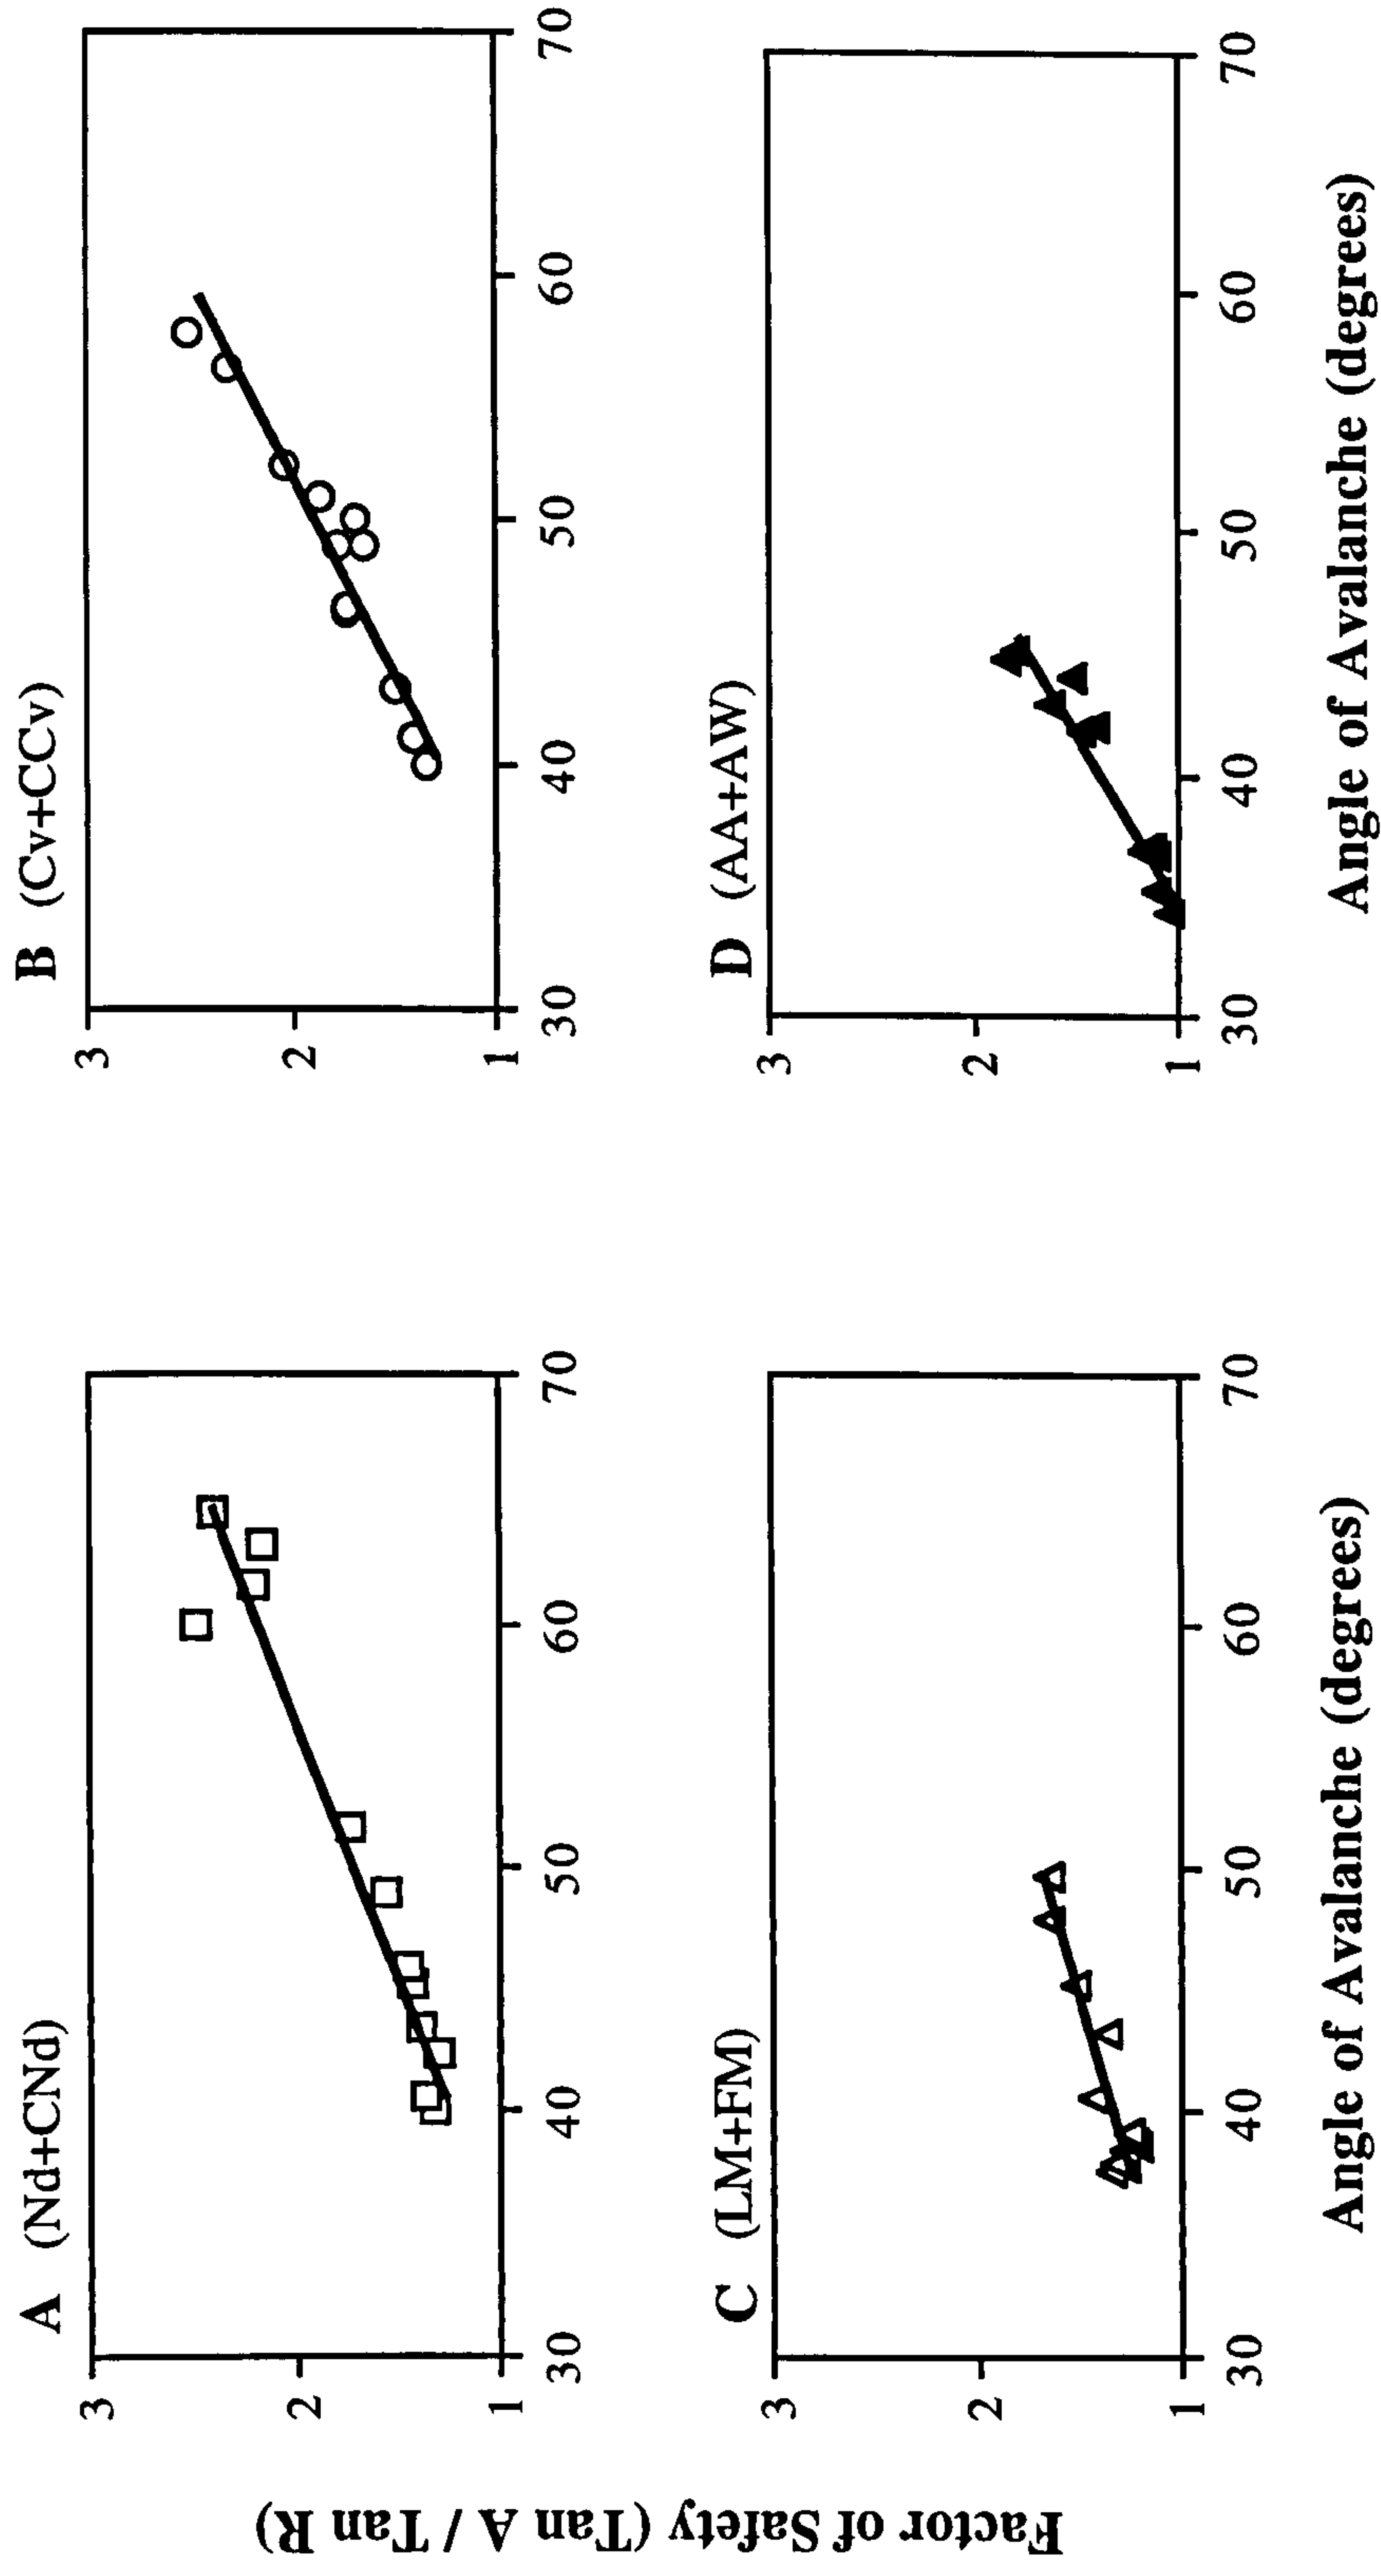 A (Nd+CNd)
3
2
1
30 40 50 60 70
B (Cv+CCv)
3
2
1
30 40 50 60 70
C (LM+FM)
3
2
1
30 40 50 60 70
D (AA+AW)
3
2
1
30 40 50 60 70
Factor of Safety (Tan A / Tan R)
Angle of Avalanche (degrees)
Angle of Avalanche (degrees)